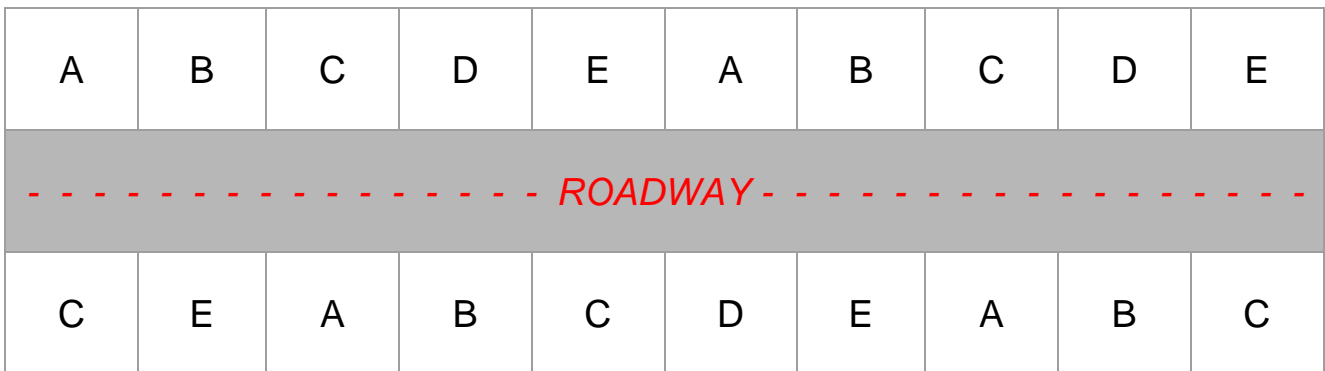 A B C D E A B C D E
- - - - - - - - - - - - - - - - ROADWAY - - - - - - - - - - - - - - - - -
C E A B C D E A B C